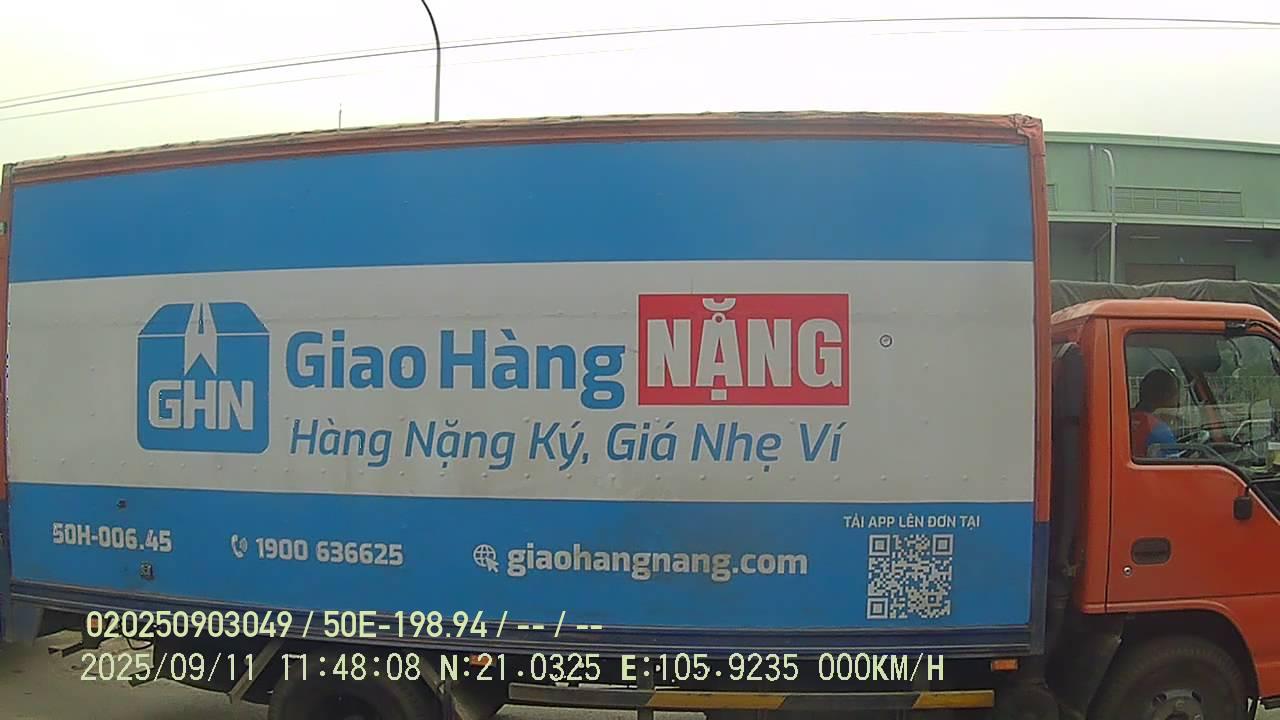 GHN
Giao Hàng NẶNG
Hàng Nặng Ký, Giá Nhẹ Ví
50H-006.45
1900 636625
giaohangnang.com
TẢI APP LÊN ĐƠN TẠI
020250903049 / 50E-198.94 / -- / --
2025/09/11 11:48:08 N:21.0325 E:105.9235 000KM/H